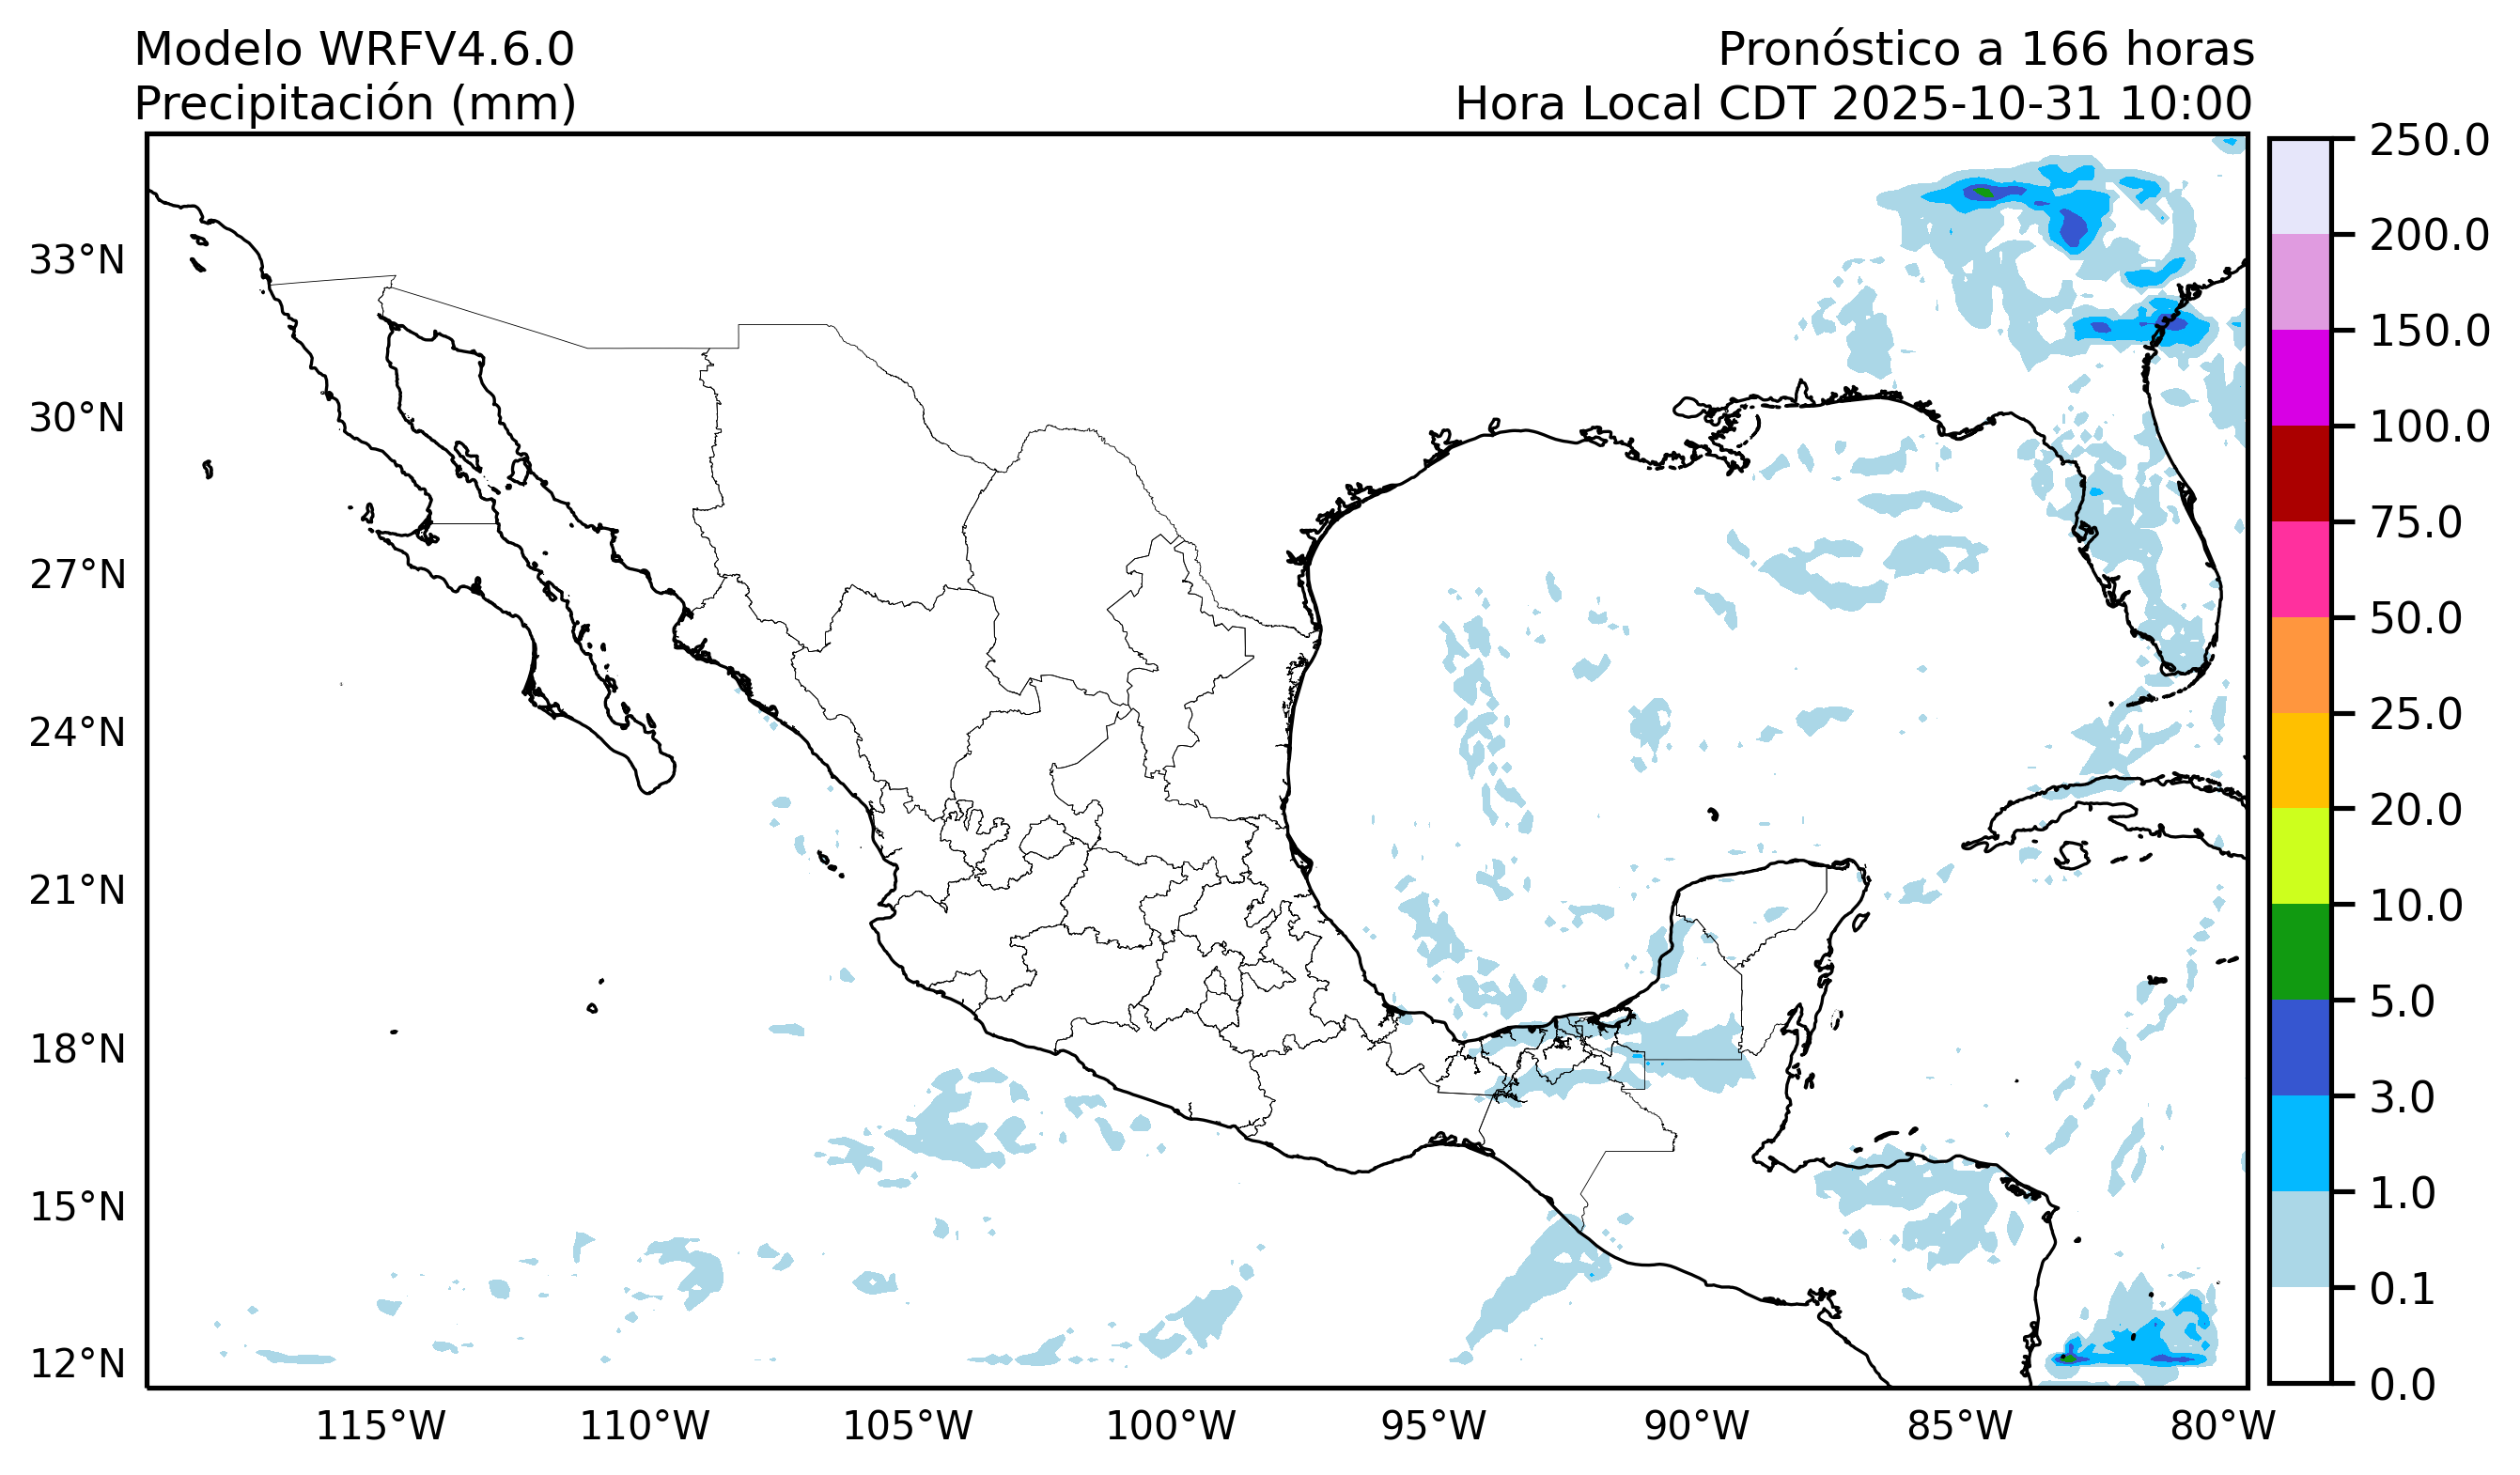 Modelo WRFV4.6.0
Precipitación (mm)
Pronóstico a 166 horas
Hora Local CDT 2025-10-31 10:00
33°N
30°N
27°N
24°N
21°N
18°N
15°N
12°N
115°W
110°W
105°W
100°W
95°W
90°W
85°W
80°W
250.0
200.0
150.0
100.0
75.0
50.0
25.0
20.0
10.0
5.0
3.0
1.0
0.1
0.0